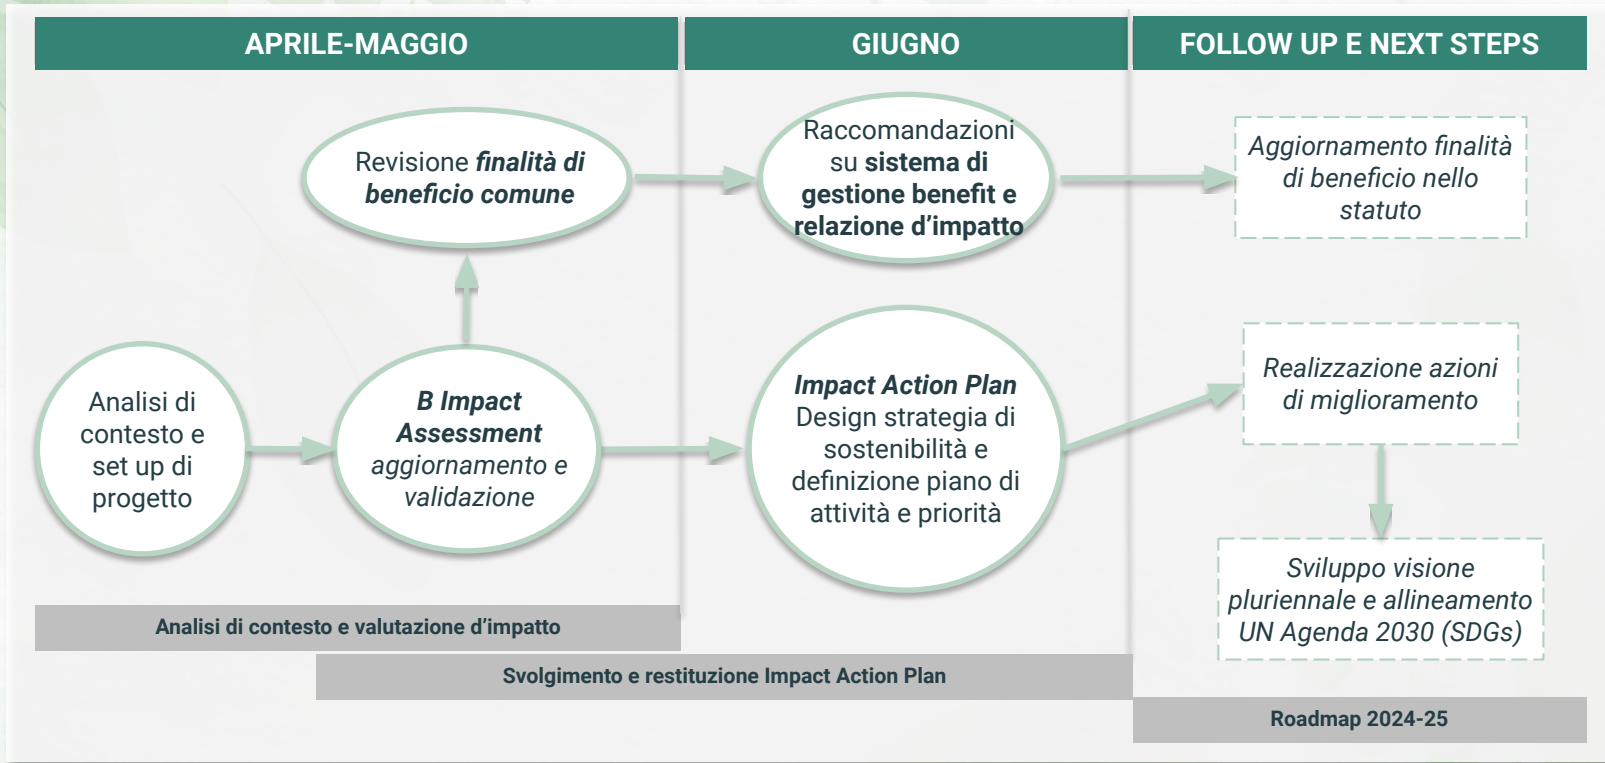 APRILE-MAGGIO
GIUGNO
FOLLOW UP E NEXT STEPS
Revisione finalità di
beneficio comune
Raccomandazioni
su sistema di
gestione benefit e
relazione d’impatto
Aggiornamento finalità
di beneficio nello
statuto
Analisi di
contesto e
set up di
progetto
B Impact
Assessment
aggiornamento e
validazione
Impact Action Plan
Design strategia di
sostenibilità e
definizione piano di
attività e priorità
Realizzazione azioni
di miglioramento
Sviluppo visione
pluriennale e allineamento
UN Agenda 2030 (SDGs)
Analisi di contesto e valutazione d’impatto
Svolgimento e restituzione Impact Action Plan
Roadmap 2024-25